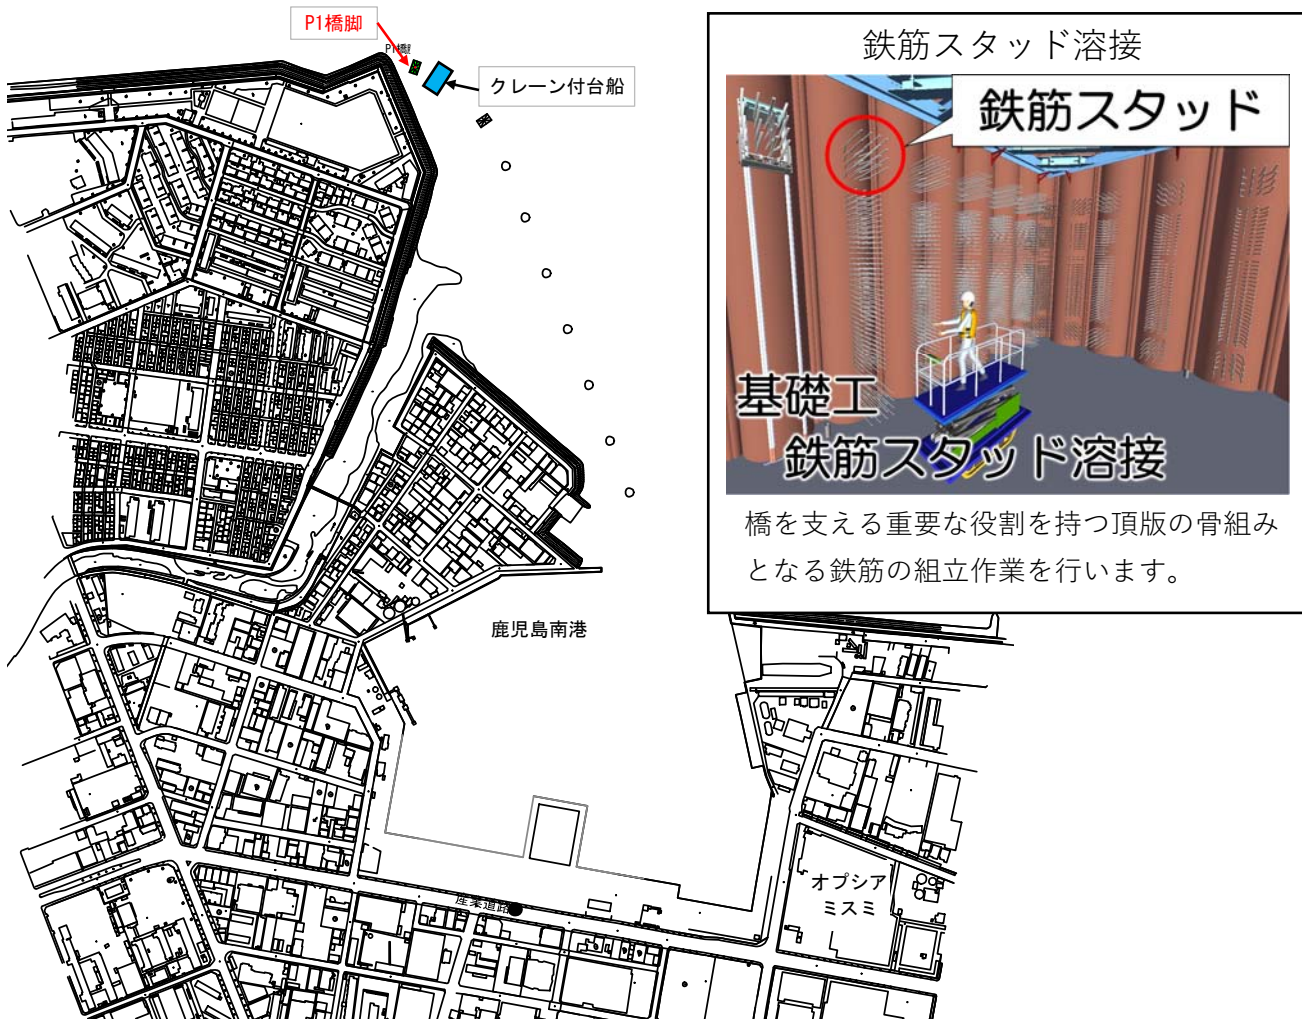 P1橋脚
P1橋脚
クレーン付台船
鉄筋スタッド溶接
鉄筋スタッド
基礎工
鉄筋スタッド溶接
橋を支える重要な役割を持つ頂版の骨組み
となる鉄筋の組立作業を行います。
鹿児島南港
オプシア
ミスミ
産業道路